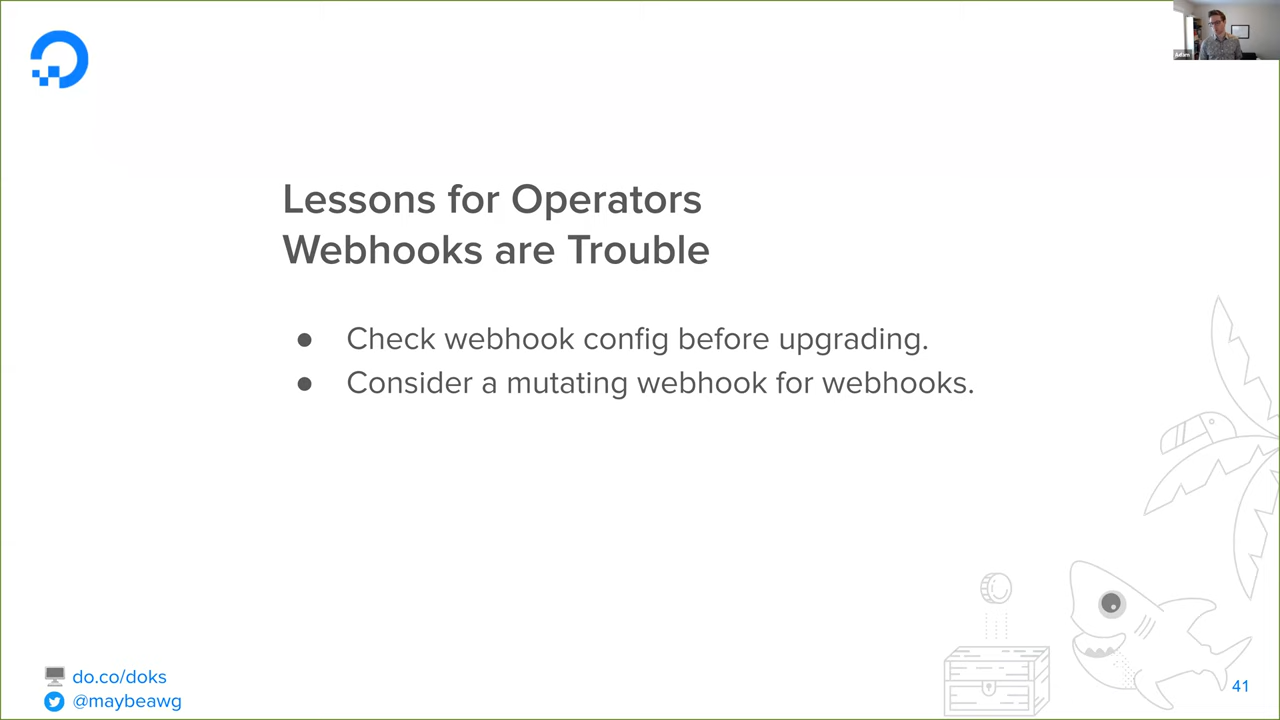 Adam
Lessons for Operators
Webhooks are Trouble
● Check webhook config before upgrading.
● Consider a mutating webhook for webhooks.
do.co/doks
@maybeawg
41